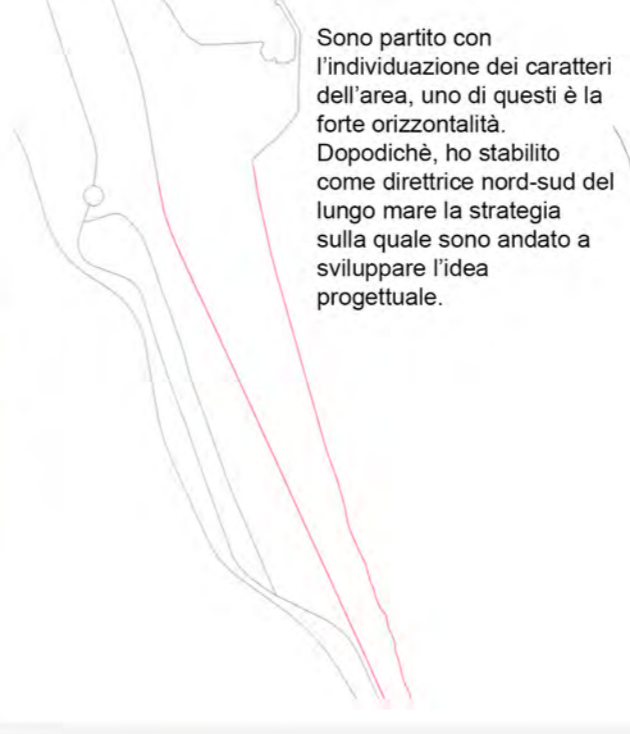 Sono partito con
l'individuazione dei caratteri
dell'area, uno di questi è la
forte orizzontalità.
Dopodichè, ho stabilito
come direttrice nord-sud del
lungo mare la strategia
sulla quale sono andato a
sviluppare l'idea
progettuale.